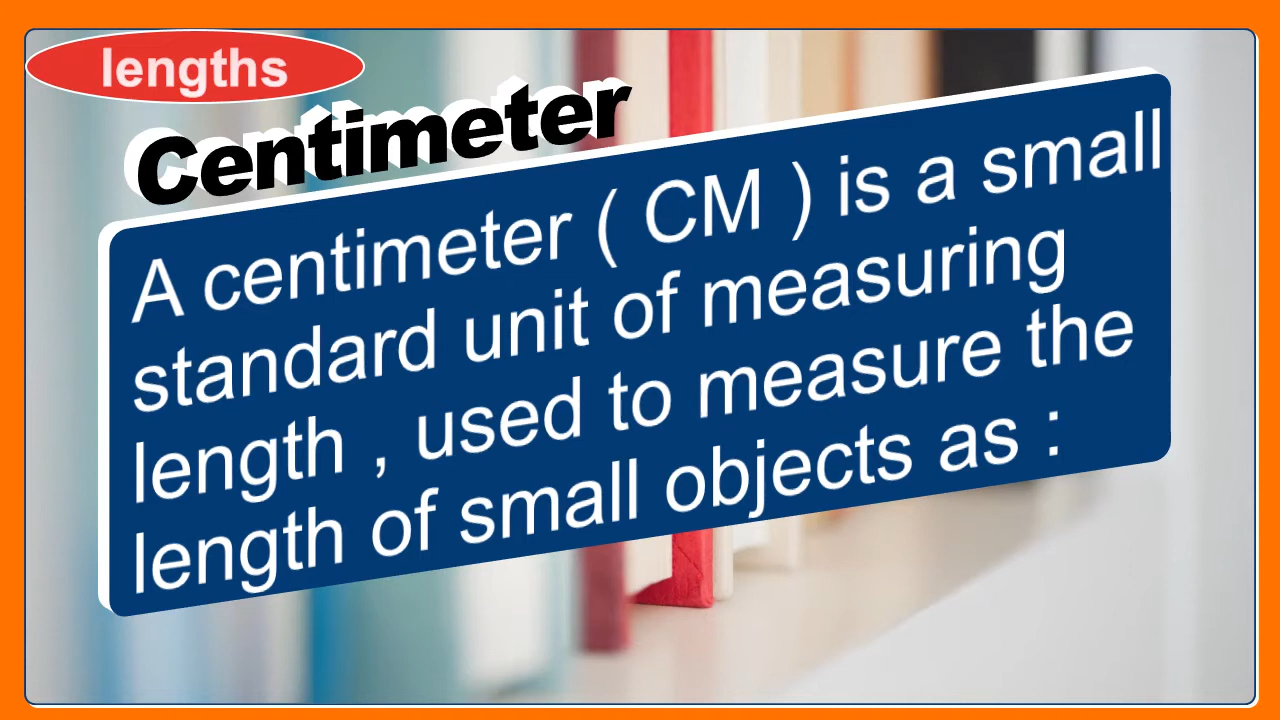 lengths
Centimeter
A centimeter ( CM ) is a small
standard unit of measuring
length , used to measure the
length of small objects as :